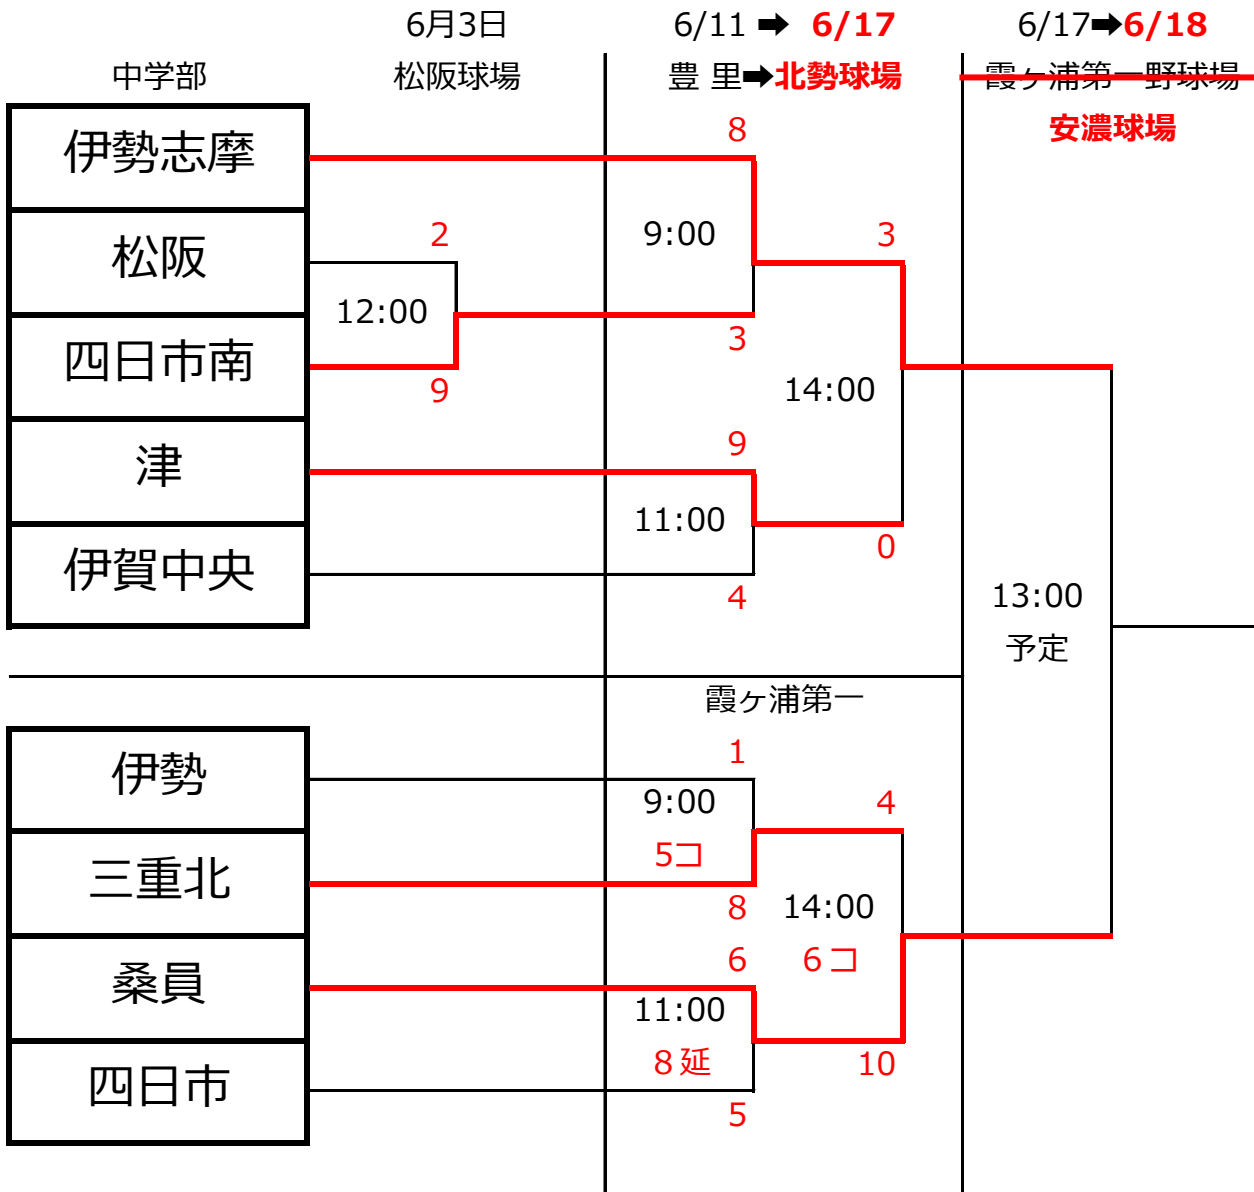 6月3日
6/11 ➡ 6/17
6/17➡6/18
中学部
松阪球場
豊 里➡北勢球場
霞ヶ浦第一野球場
安濃球場
伊勢志摩
8
松阪
2
9:00
3
12:00
四日市南
3
9
14:00
津
9
11:00
0
伊賀中央
4
13:00
予定
霞ヶ浦第一
伊勢
1
9:00
4
5コ
三重北
8
14:00
6
6コ
桑員
11:00
8延
10
四日市
5